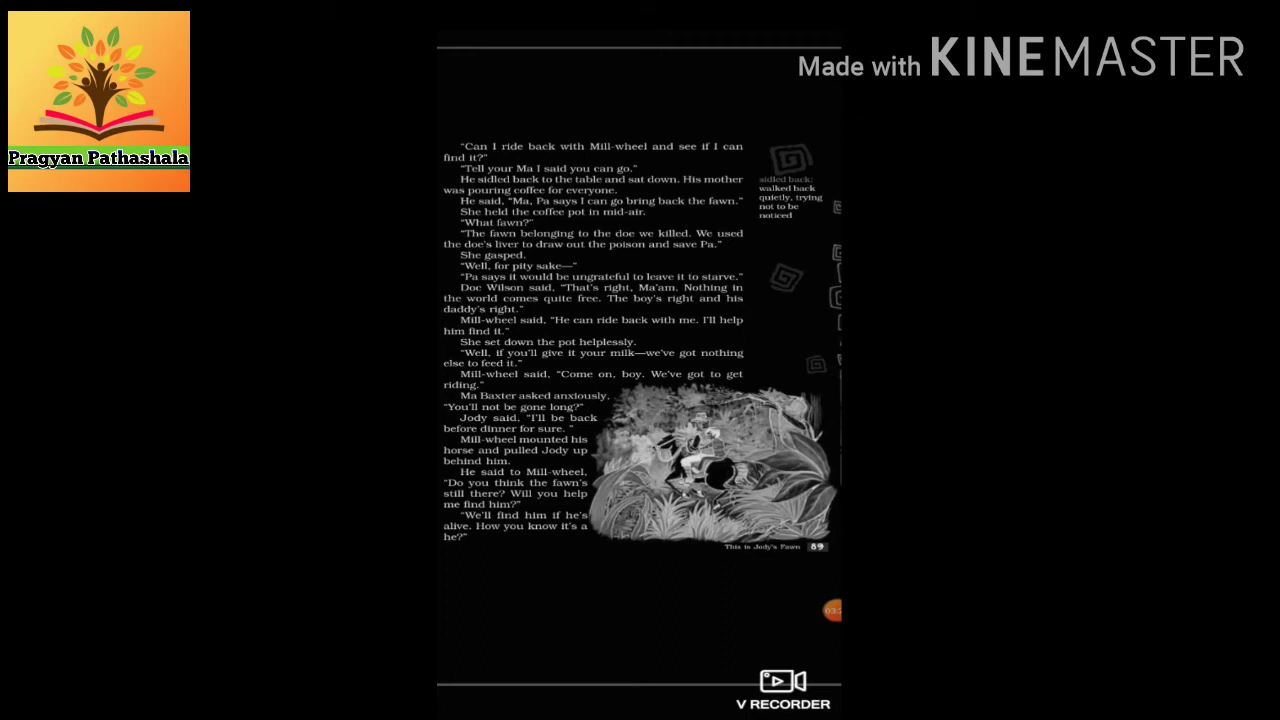 Pragyan Pathashala
Made with KINEMASTER
“Can I ride back with Mill-wheel and see if I can
find it?”
“Tell your Ma I said you can go.”
He sidled back to the table and sat down. His mother
was pouring coffee for everyone.
He said, “Ma, Pa says I can go bring back the fawn.”
She held the coffee pot in mid-air.
“What fawn?”
“The fawn belonging to the doe we killed. We used
the doe’s liver to draw out the poison and save Pa.”
She gasped.
“Well, for pity sake—”
“Pa says it would be ungrateful to leave it to starve.”
Doc Wilson said, “That’s right, Ma’am. Nothing in
the world comes quite free. The boy’s right and his
daddy’s right.”
Mill-wheel said, “He can ride back with me. I’ll help
him find it.”
She set down the pot helplessly.
“Well, if you’ll give it your milk—we’ve got nothing
else to feed it.”
Mill-wheel said, “Come on, boy. We’ve got to get
riding.”
Ma Baxter asked anxiously,
“You’ll not be gone long?”
Jody said, “I’ll be back
before dinner for sure. ”
Mill-wheel mounted his
horse and pulled Jody up
behind him.
He said to Mill-wheel,
“Do you think the fawn’s
still there? Will you help
me find him?”
“We’ll find him if he’s
alive. How you know it’s a
he?”
sidled back:
walked back
quietly, trying
not to be
noticed
This is Jody’s Fawn 89
V RECORDER